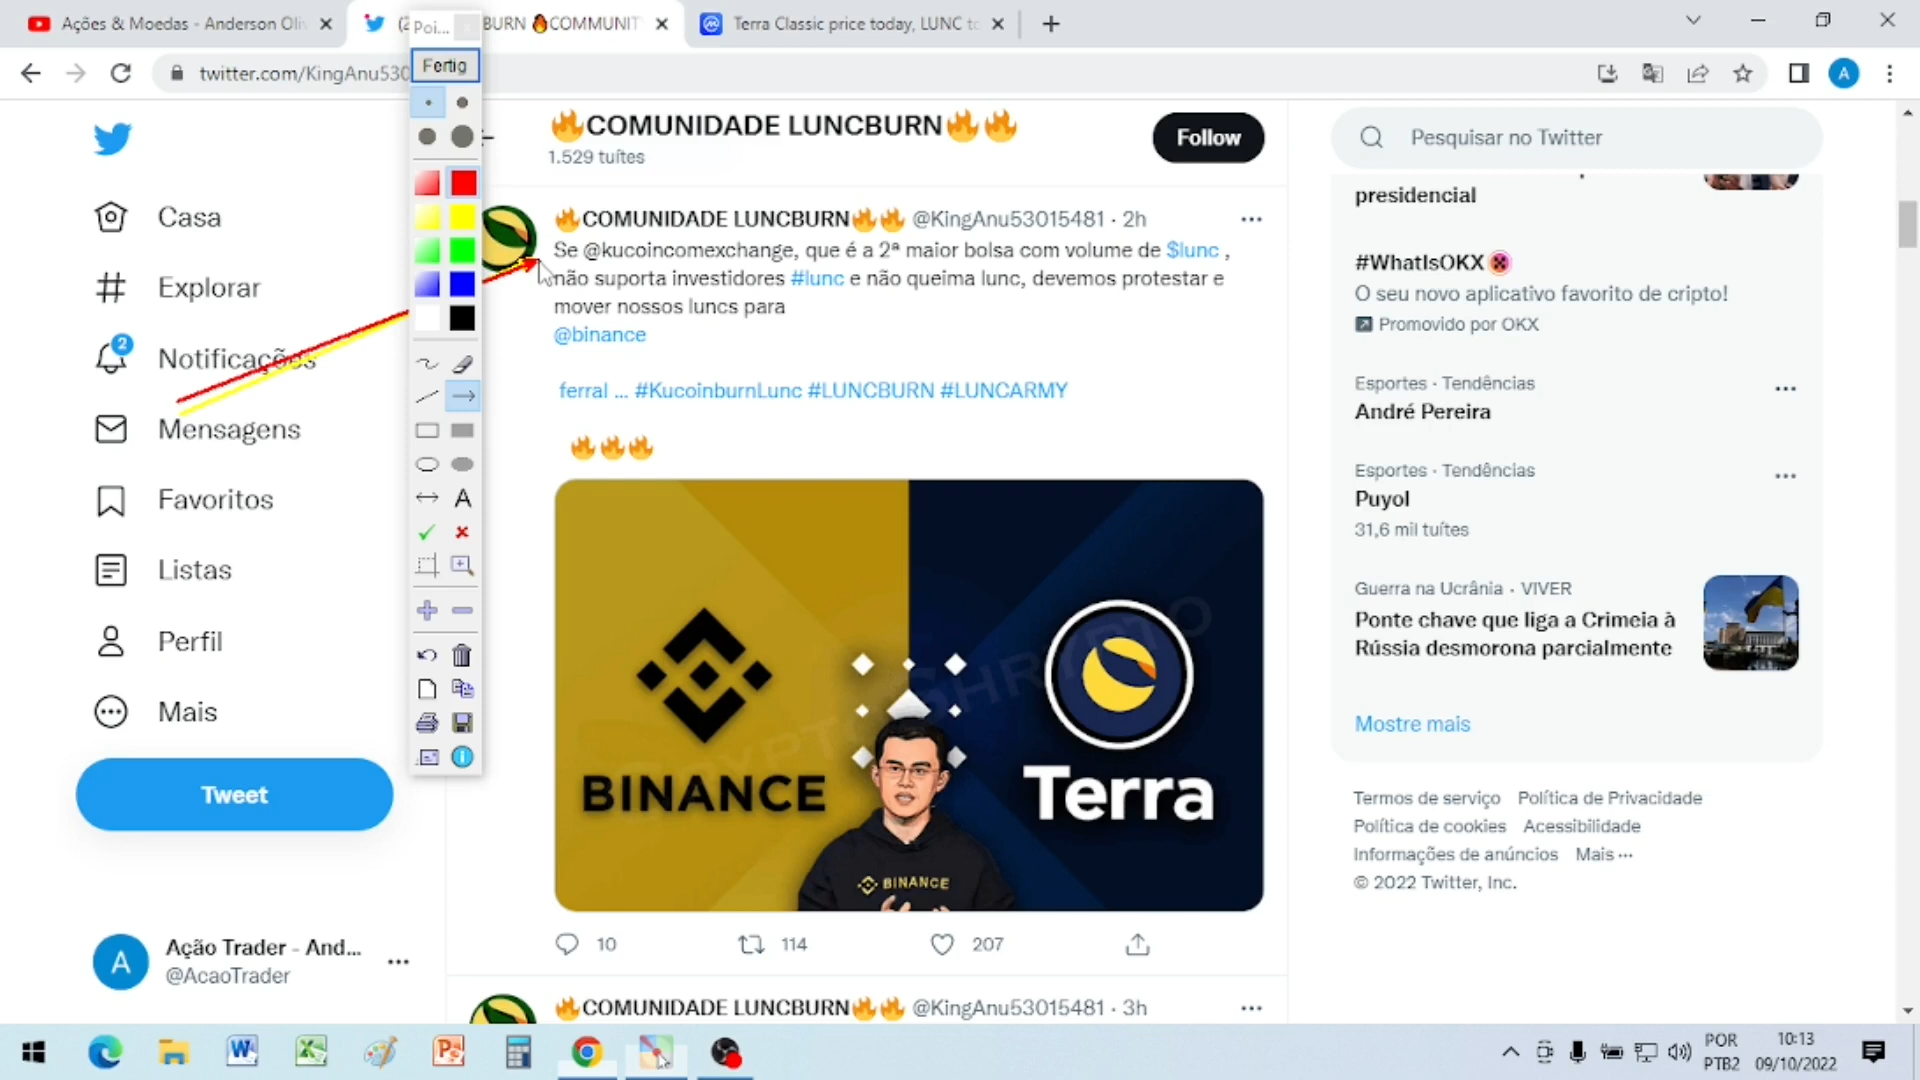 Ações & Moedas - Anderson Oli
BURN 🔥COMMUNIT
Terra Classic price today, LUNC to
Poi...
Fertig
twitter.com/KingAnu530
A
🔥COMUNIDADE LUNCBURN🔥🔥
1.529 tuítes
Follow
Pesquisar no Twitter
Casa
Explorar
2
Notificações
Mensagens
Favoritos
Listas
Perfil
Mais
Tweet
Ação Trader - And...
@AcaoTrader
A
A
🔥COMUNIDADE LUNCBURN🔥🔥 @KingAnu53015481 · 2h
Se @kucoincomexchange, que é a 2ª maior bolsa com volume de $lunc ,
não suporta investidores #lunc e não queima lunc, devemos protestar e
mover nossos luncs para
@binance
ferral ... #KucoinburnLunc #LUNCBURN #LUNCARMY
🔥🔥🔥
BINANCE
Terra
BINANCE
10
114
207
🔥COMUNIDADE LUNCBURN🔥🔥 @KingAnu53015481 · 3h
presidencial
#WhatIsOKX
O seu novo aplicativo favorito de cripto!
Promovido por OKX
Esportes · Tendências
André Pereira
Esportes · Tendências
Puyol
31,6 mil tuítes
Guerra na Ucrânia · VIVER
Ponte chave que liga a Crimeia à
Rússia desmorona parcialmente
Mostre mais
Termos de serviço Política de Privacidade
Política de cookies Acessibilidade
Informações de anúncios Mais ···
© 2022 Twitter, Inc.
POR
PTB2
10:13
09/10/2022